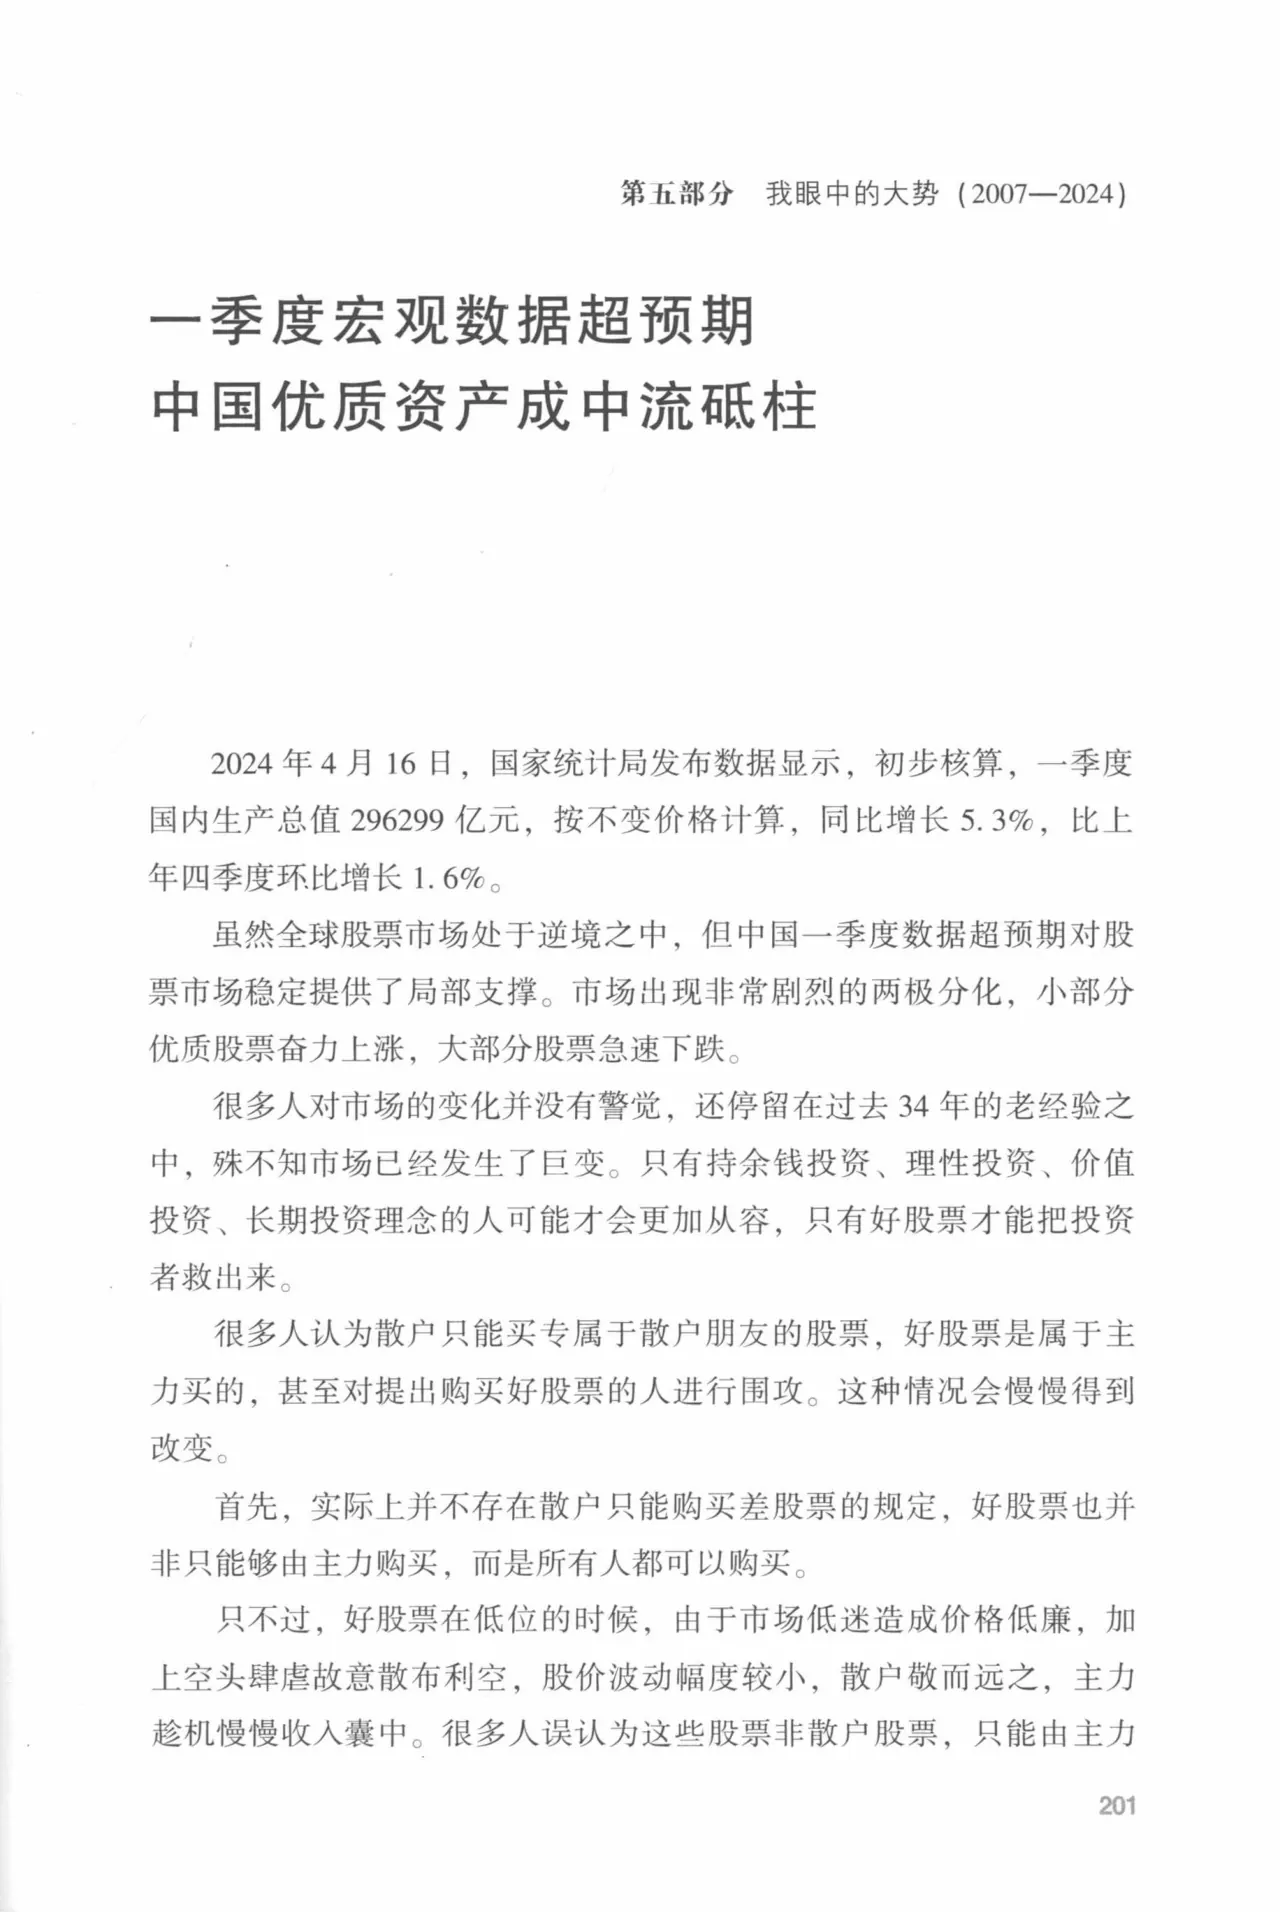 第五部分 我眼中的大势（2007—2024）
一季度宏观数据超预期
中国优质资产成中流砥柱
2024 年 4 月 16 日，国家统计局发布数据显示，初步核算，一季度
国内生产总值 296299 亿元，按不变价格计算，同比增长 5.3%，比上
年四季度环比增长 1.6%。
虽然全球股票市场处于逆境之中，但中国一季度数据超预期对股
票市场稳定提供了局部支撑。市场出现非常剧烈的两极分化，小部分
优质股票奋力上涨，大部分股票急速下跌。
很多人对市场的变化并没有警觉，还停留在过去 34 年的老经验之
中，殊不知市场已经发生了巨变。只有持余钱投资、理性投资、价值
投资、长期投资理念的人可能才会更加从容，只有好股票才能把投资
者救出来。
很多人认为散户只能买专属于散户朋友的股票，好股票是属于主
力买的，甚至对提出购买好股票的人进行围攻。这种情况会慢慢得到
改变。
首先，实际上并不存在散户只能购买差股票的规定，好股票也并
非只能够由主力购买，而是所有人都可以购买。
只不过，好股票在低位的时候，由于市场低迷造成价格低廉，加
上空头肆虐故意散布利空，股价波动幅度较小，散户敬而远之，主力
趁机慢慢收入囊中。很多人误认为这些股票非散户股票，只能由主力
201